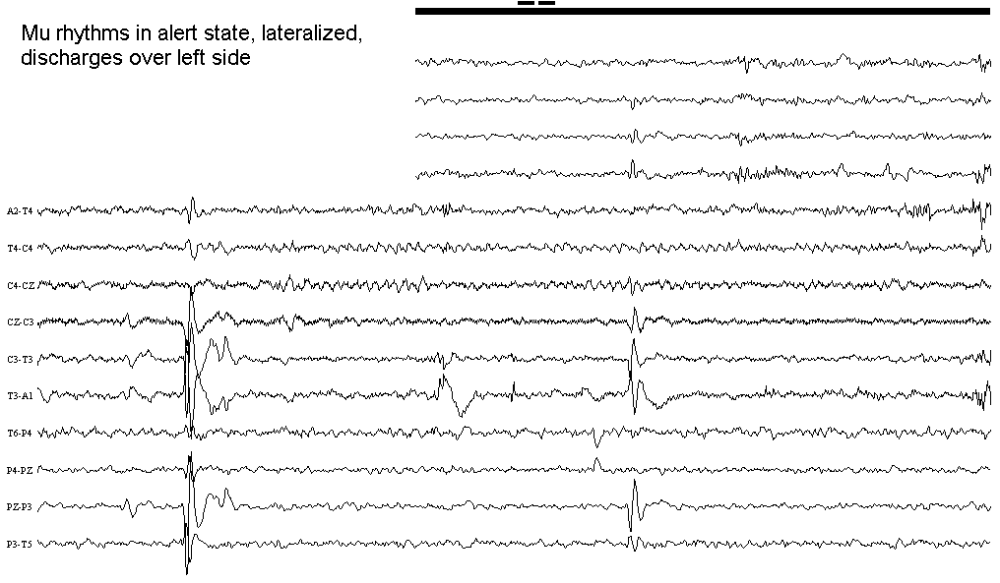 Mu rhythms in alert state, lateralized,
discharges over left side
A2-T4
T4-C4
C4-CZ
CZ-C3
C3-T3
T3-A1
T6-P4
P4-PZ
PZ-P3
P3-T5